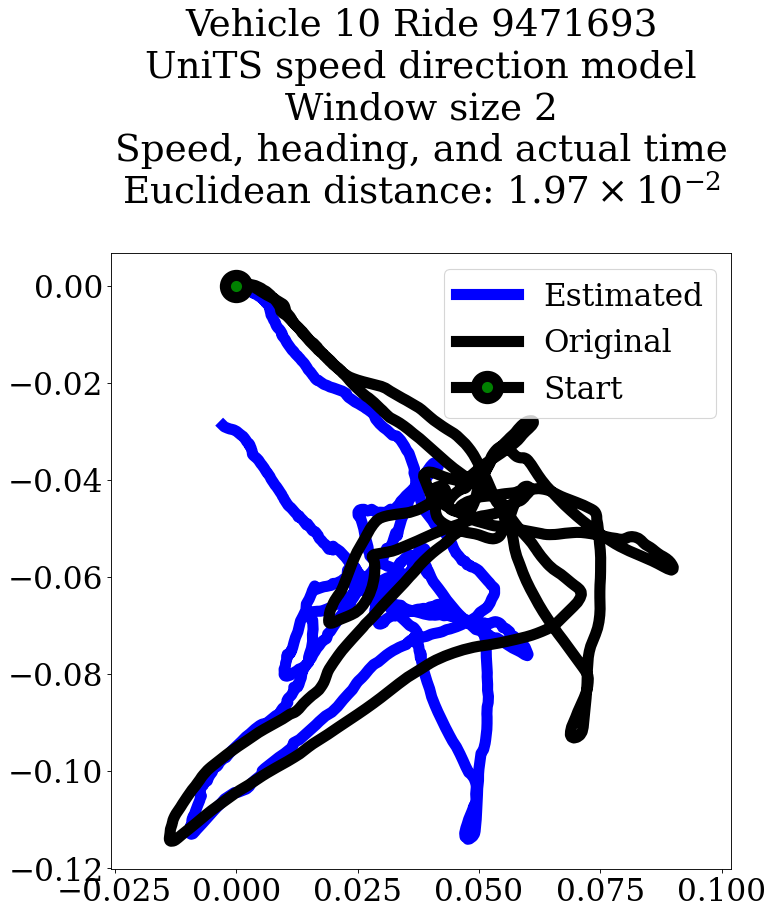 Vehicle 10 Ride 9471693
UniTS speed direction model
Window size 2
Speed, heading, and actual time
Euclidean distance: 1.97 × 10⁻²
Estimated
Original
Start
0.00
−0.02
−0.04
−0.06
−0.08
−0.10
−0.12
−0.025 0.000 0.025 0.050 0.075 0.100